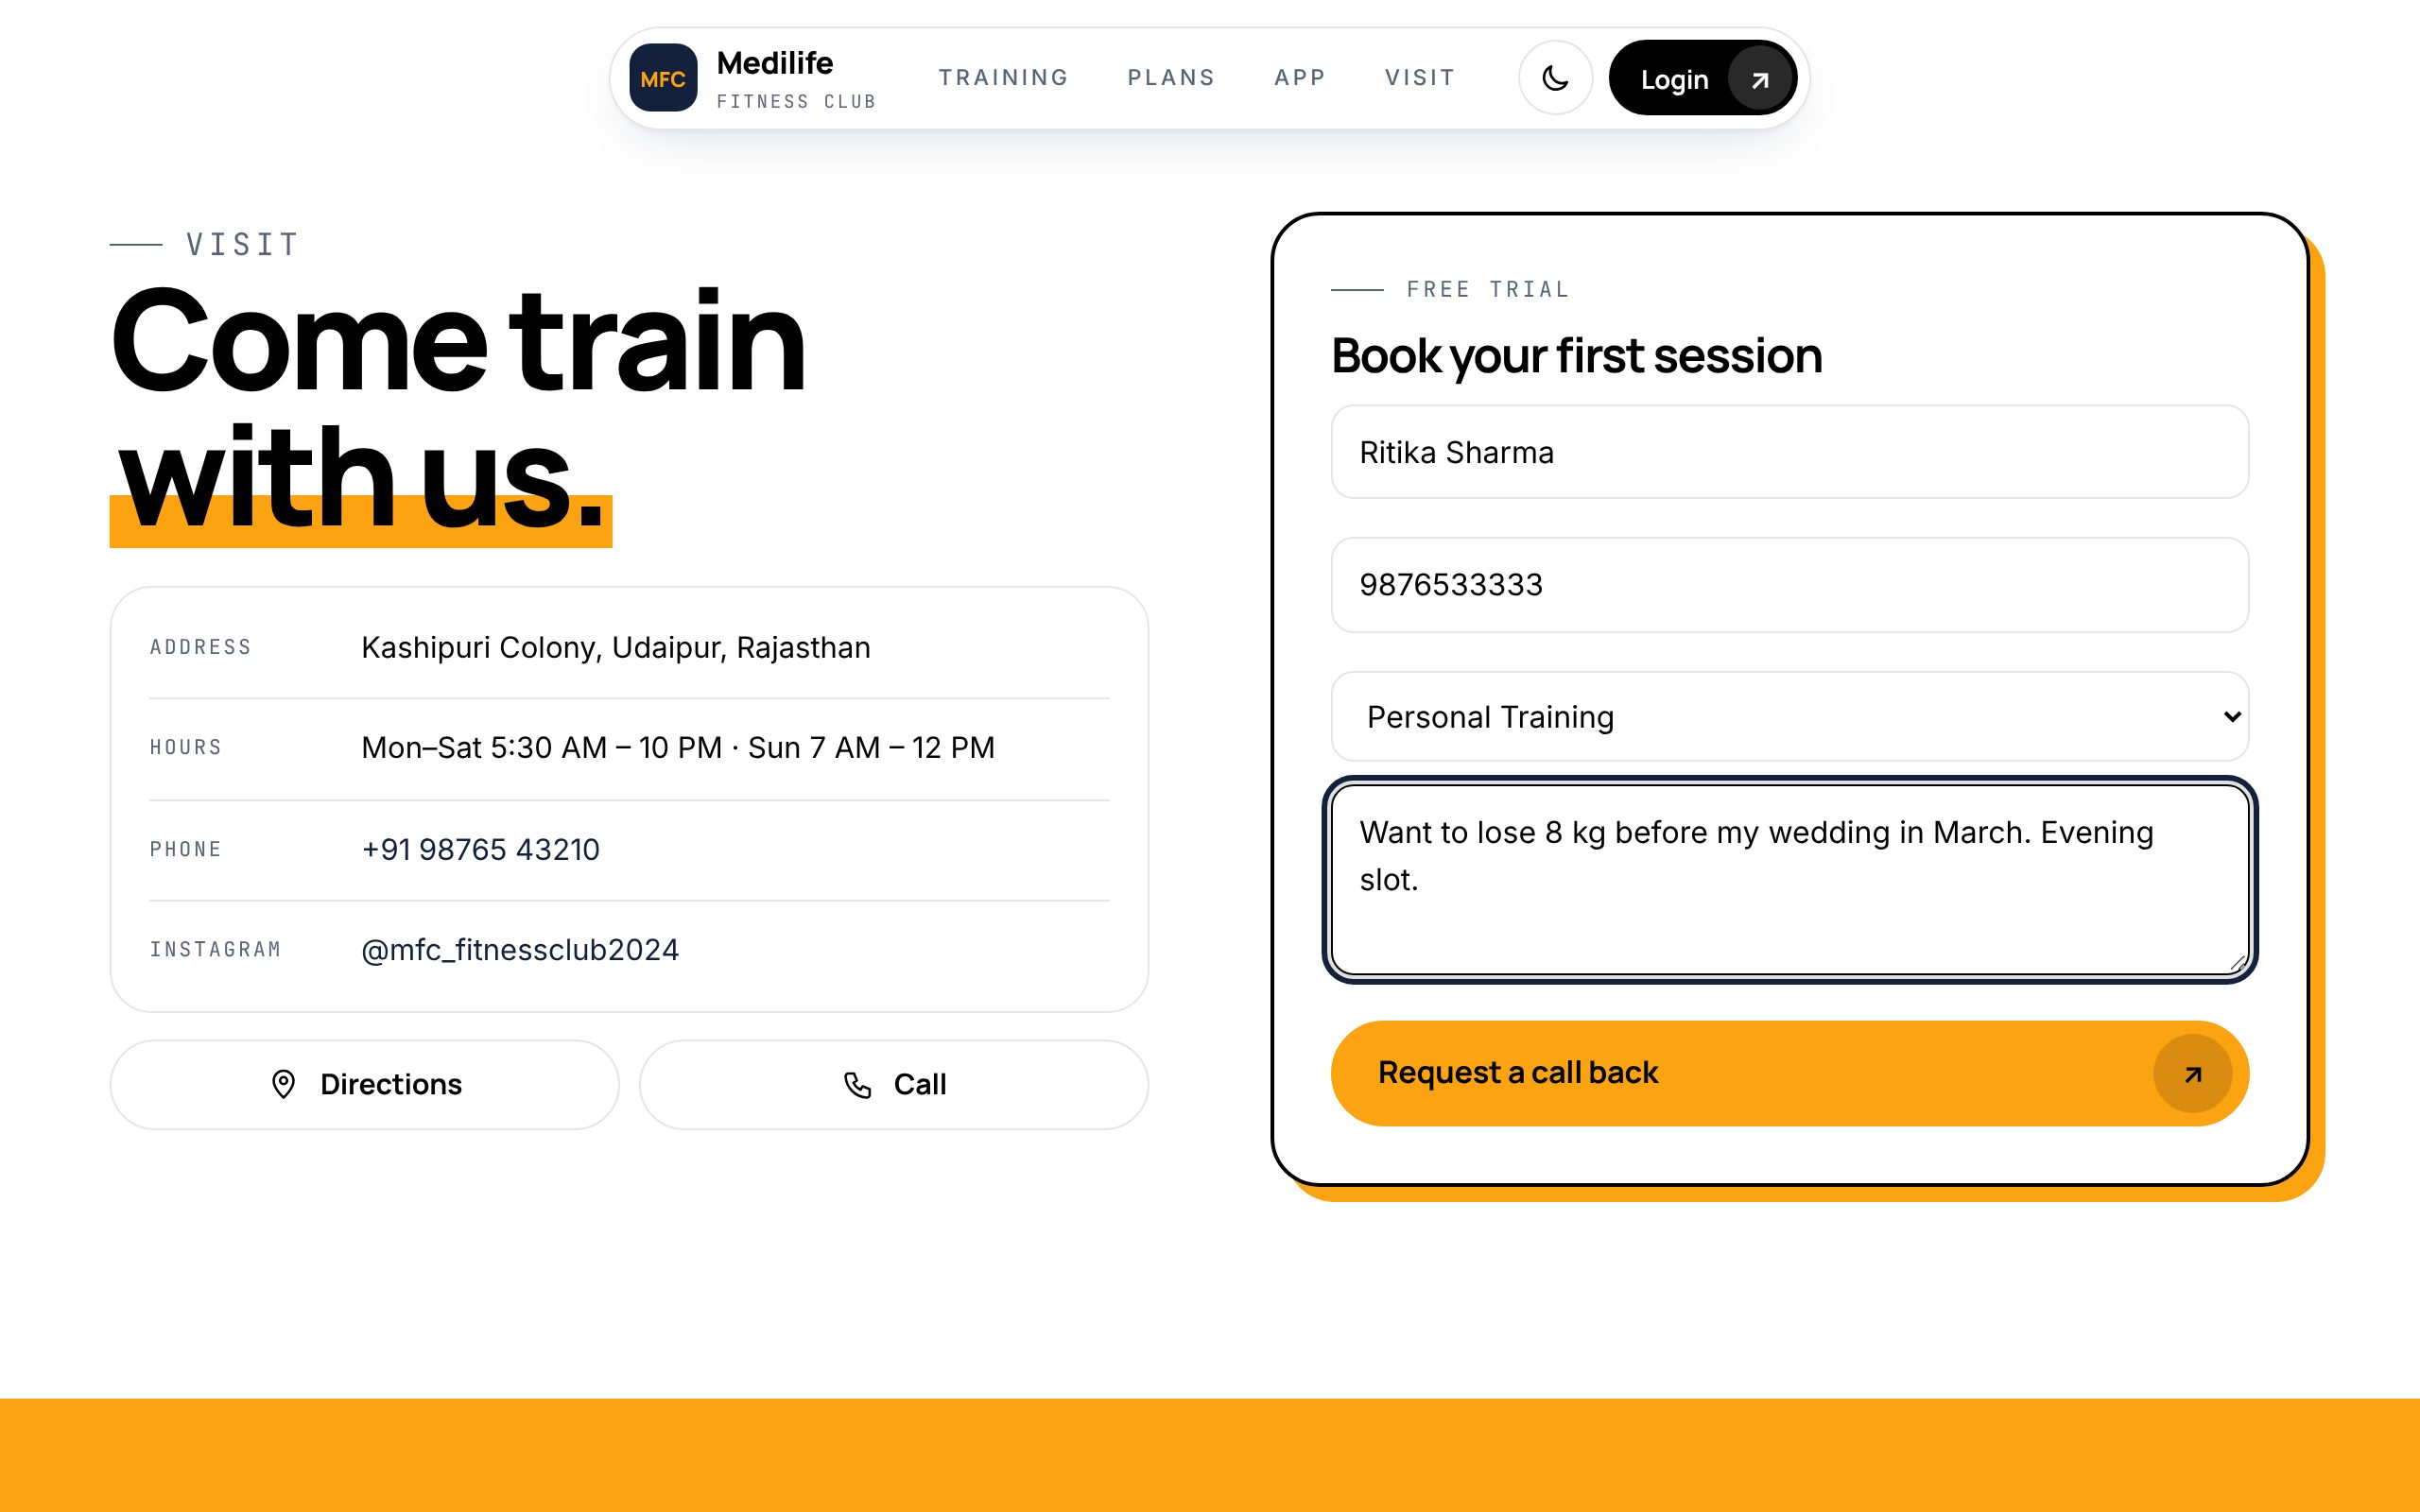 MFC
Medilife
FITNESS CLUB
TRAINING
PLANS
APP
VISIT
Login
VISIT
Come train
with us.
ADDRESS
Kashipuri Colony, Udaipur, Rajasthan
HOURS
Mon–Sat 5:30 AM – 10 PM · Sun 7 AM – 12 PM
PHONE
+91 98765 43210
INSTAGRAM
@mfc_fitnessclub2024
Directions
Call
FREE TRIAL
Book your first session
Ritika Sharma
9876533333
Personal Training
Want to lose 8 kg before my wedding in March. Evening
slot.
Request a call back